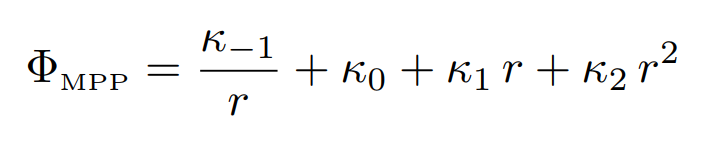 Φ_MPP = κ_{−1}/r + κ_0 + κ_1 r + κ_2 r^2